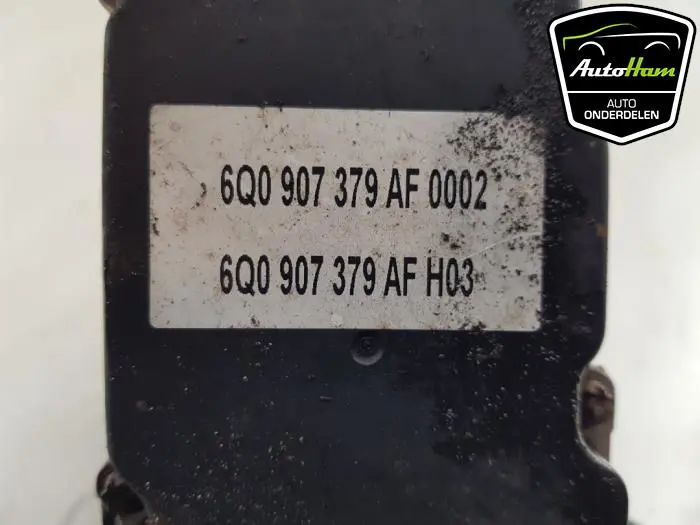 AutoHam
AUTO
ONDERDELEN
6Q0 907 379 AF 0002
6Q0 907 379 AF H03